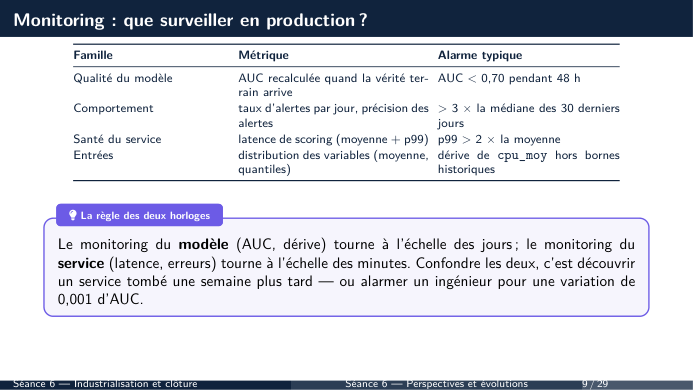 Monitoring : que surveiller en production ?
Famille Métrique Alarme typique
Qualité du modèle AUC recalculée quand la vérité ter- AUC < 0,70 pendant 48 h
rain arrive
Comportement taux d'alertes par jour, précision des > 3 × la médiane des 30 derniers
alertes jours
Santé du service latence de scoring (moyenne + p99) p99 > 2 × la moyenne
Entrées distribution des variables (moyenne, dérive de cpu_moy hors bornes
quantiles) historiques
La règle des deux horloges
Le monitoring du modèle (AUC, dérive) tourne à l'échelle des jours ; le monitoring du
service (latence, erreurs) tourne à l'échelle des minutes. Confondre les deux, c'est découvrir
un service tombé une semaine plus tard — ou alarmer un ingénieur pour une variation de
0,001 d'AUC.
Séance 6 — Industrialisation et clôture Séance 6 — Perspectives et évolutions 9 / 29